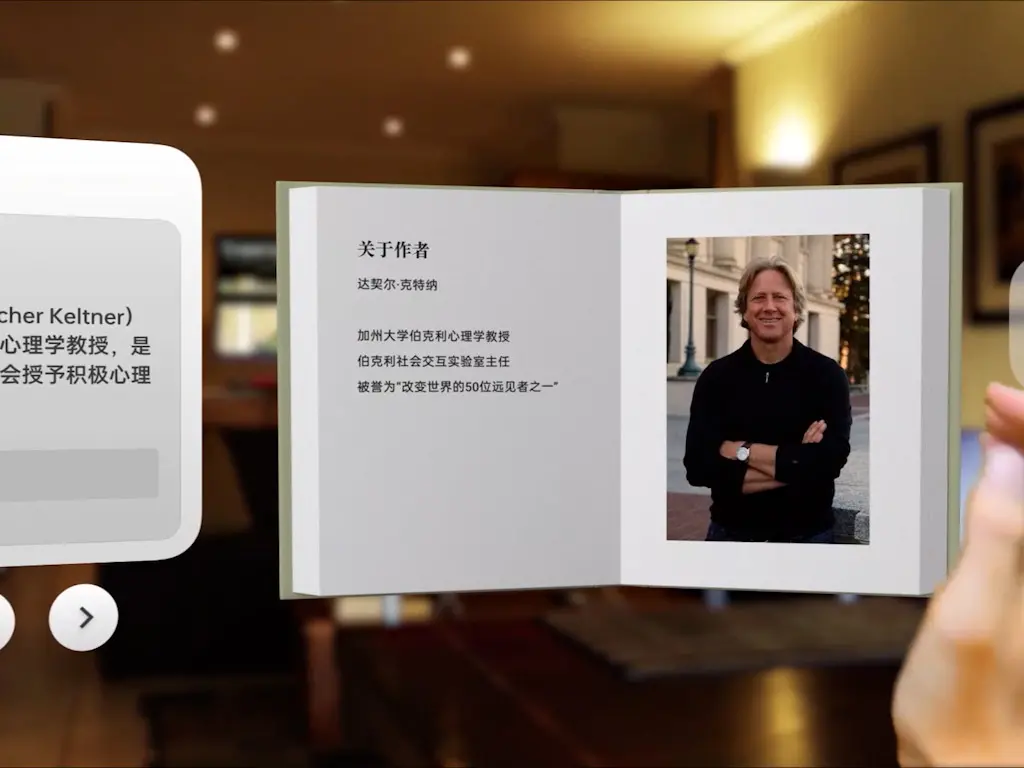 cher Keltner）
心理学教授，是
会授予积极心理
关于作者
达契尔·克特纳
加州大学伯克利心理学教授
伯克利社会交互实验室主任
被誉为“改变世界的50位远见者之一”